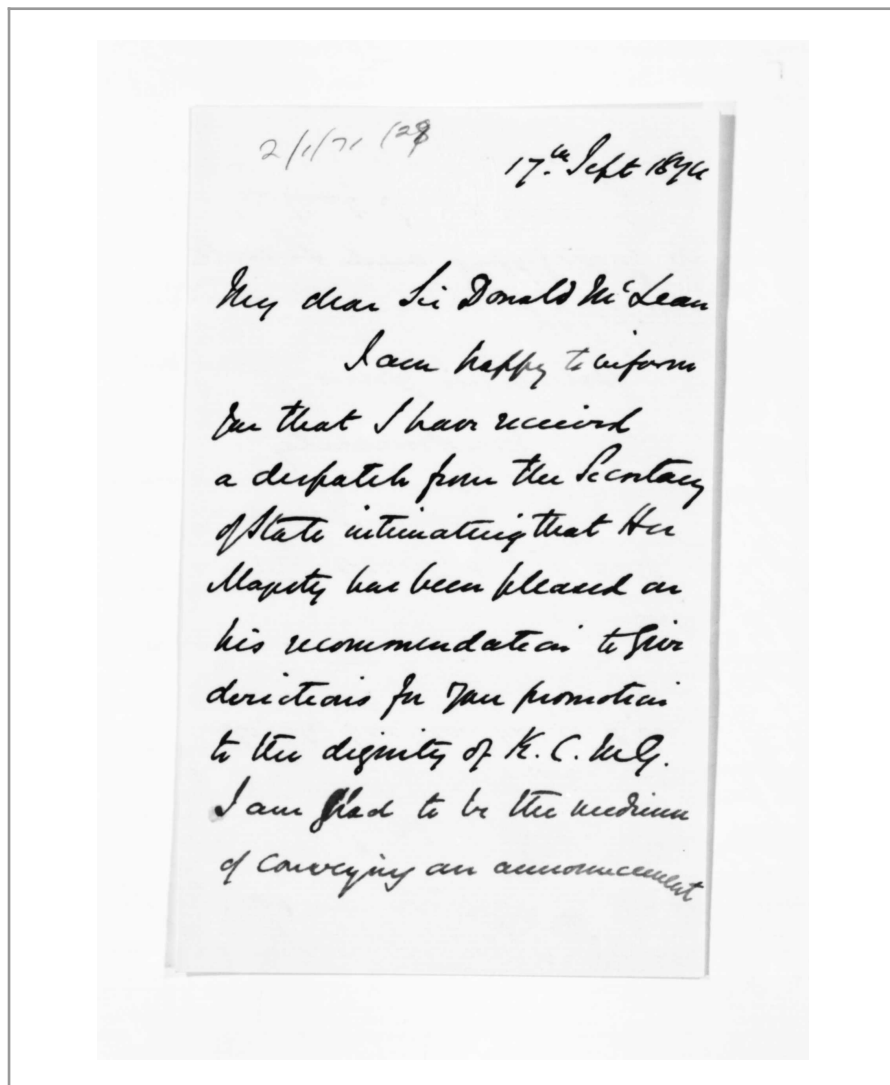 2/1/71 (28
17th Sept 1874
My dear Sir Donald McLean
I am happy to inform
you that I have received
a despatch from the Secretary
of State intimating that Her
Majesty has been pleased on
his recommendation to give
directions for your promotion
to the dignity of K. C. M.G.
I am glad to be the medium
of conveying an announcement